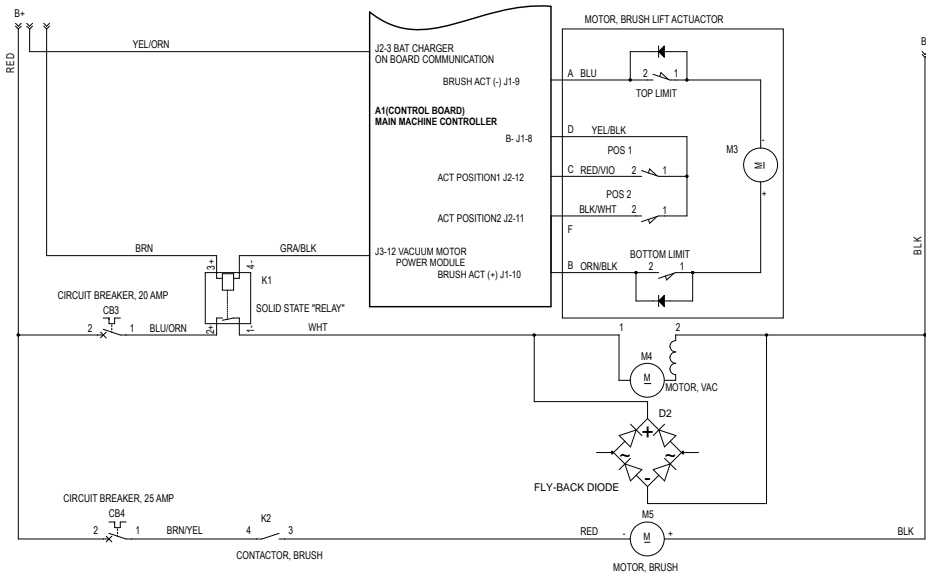 B+
B
RED
YEL/ORN
J2-3 BAT CHARGER
ON BOARD COMMUNICATION
BRUSH ACT (-) J1-9
A1(CONTROL BOARD)
MAIN MACHINE CONTROLLER
B- J1-8
ACT POSITION1 J2-12
ACT POSITION2 J2-11
J3-12 VACUUM MOTOR
POWER MODULE
BRUSH ACT (+) J1-10
MOTOR, BRUSH LIFT ACTUACTOR
A BLU
2 1
TOP LIMIT
D YEL/BLK
POS 1
C RED/VIO 2 1
POS 2
BLK/WHT 2 1
F
BOTTOM LIMIT
B ORN/BLK 2 1
M3
-
M
+
BLK
BRN
GRA/BLK
3+
4-
K1
SOLID STATE "RELAY"
2+
1-
CIRCUIT BREAKER, 20 AMP
CB3
2 1 BLU/ORN
WHT
1 2
M4
M
MOTOR, VAC
D2
+
~ ~
-
FLY-BACK DIODE
CIRCUIT BREAKER, 25 AMP
CB4
2 1 BRN/YEL
K2
4 3
CONTACTOR, BRUSH
M5
RED - M + BLK
MOTOR, BRUSH